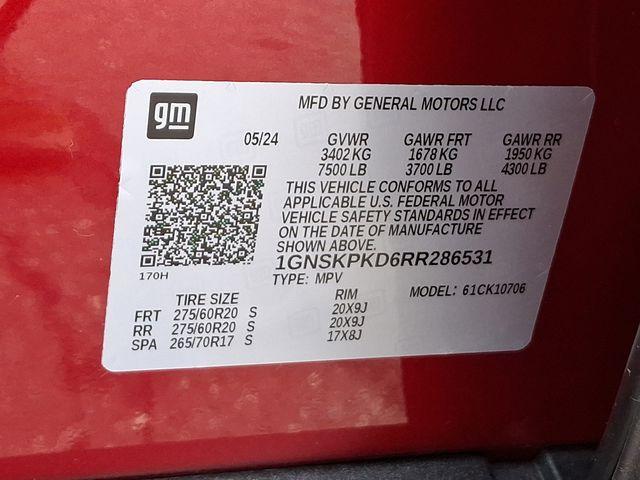 gm
MFD BY GENERAL MOTORS LLC
05/24 GVWR GAWR FRT GAWR RR
3402 KG 1678 KG 1950 KG
7500 LB 3700 LB 4300 LB
THIS VEHICLE CONFORMS TO ALL
APPLICABLE U.S. FEDERAL MOTOR
VEHICLE SAFETY STANDARDS IN EFFECT
ON THE DATE OF MANUFACTURE
SHOWN ABOVE.
170H
1GNSKPKD6RR286531
TYPE: MPV
MODEL: 61CK10706
TIRE SIZE RIM
FRT 275/60R20 S 20X9J
RR 275/60R20 S 20X9J
SPA 265/70R17 S 17X8J